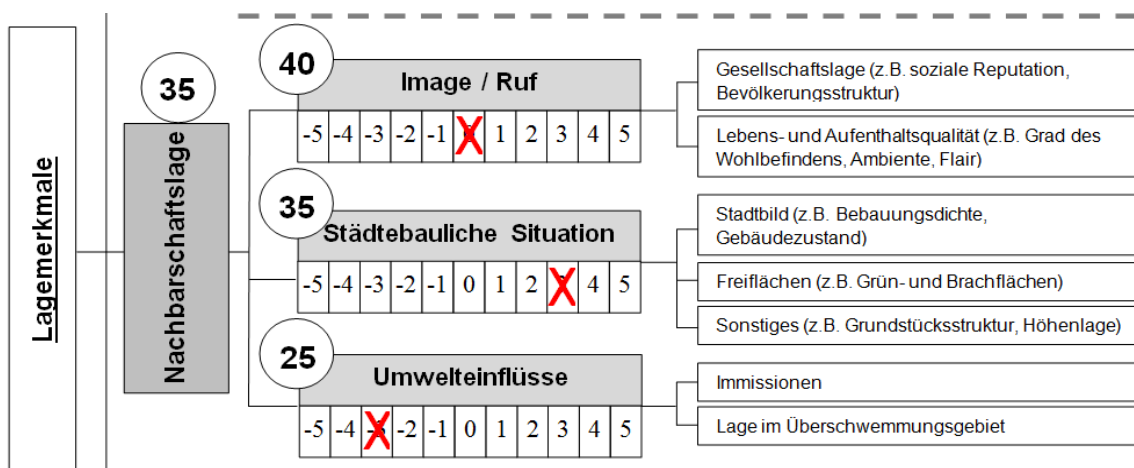 Lagemerkmale
35
Nachbarschaftslage
40
Image / Ruf
-5 -4 -3 -2 -1 0 1 2 3 4 5
Gesellschaftslage (z.B. soziale Reputation,
Bevölkerungsstruktur)
Lebens- und Aufenthaltsqualität (z.B. Grad des
Wohlbefindens, Ambiente, Flair)
35
Städtebauliche Situation
-5 -4 -3 -2 -1 0 1 2 3 4 5
Stadtbild (z.B. Bebauungsdichte,
Gebäudezustand)
Freiflächen (z.B. Grün- und Brachflächen)
Sonstiges (z.B. Grundstücksstruktur, Höhenlage)
25
Umwelteinflüsse
-5 -4 -3 -2 -1 0 1 2 3 4 5
Immissionen
Lage im Überschwemmungsgebiet